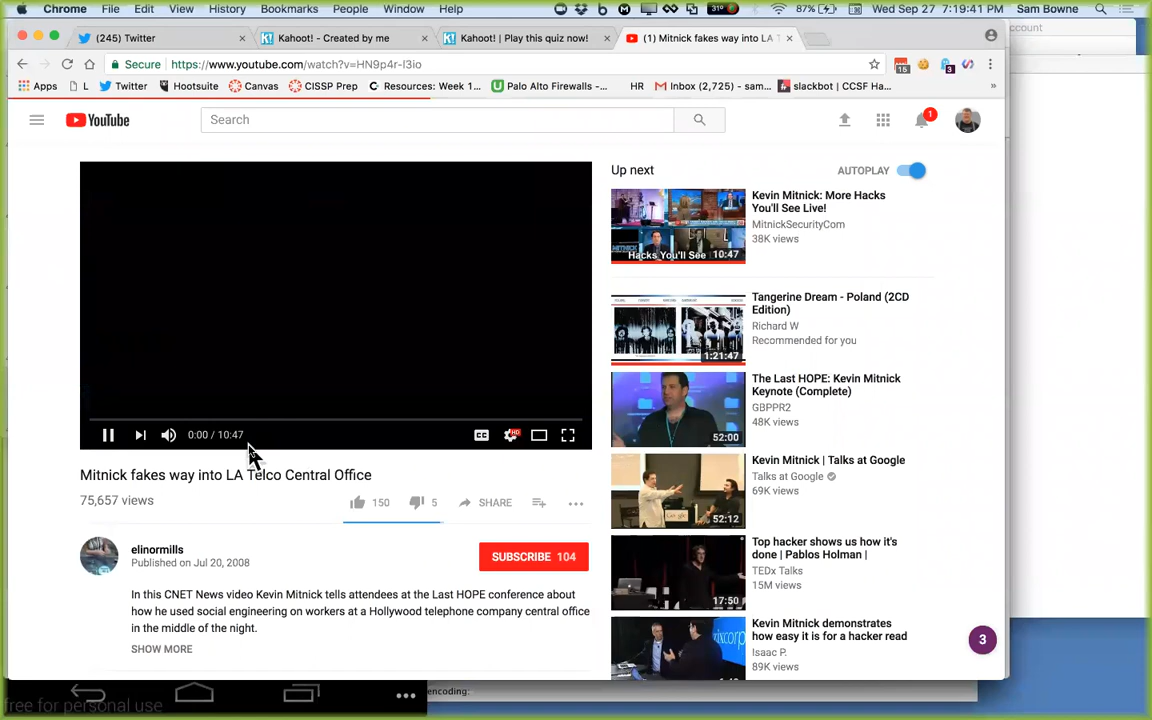 Chrome File Edit View History Bookmarks People Window Help 31° 87% Wed Sep 27 7:19:41 PM Sam Bowne
(245) Twitter Kahoot! - Created by me Kahoot! | Play this quiz now! (1) Mitnick fakes way into LA T
Secure https://www.youtube.com/watch?v=HN9p4r-l3io 15 3
Apps L Twitter Hootsuite Canvas CISSP Prep Resources: Week 1... Palo Alto Firewalls -... HR Inbox (2,725) - sam... slackbot | CCSF Ha... »
YouTube Search 1
Up next AUTOPLAY
Kevin Mitnick: More Hacks
You'll See Live!
MitnickSecurityCom
38K views
Hacks You'll See 10:47
Tangerine Dream - Poland (2CD
Edition)
Richard W
Recommended for you
1:21:47
The Last HOPE: Kevin Mitnick
Keynote (Complete)
GBPPR2
48K views
52:00
Kevin Mitnick | Talks at Google
Talks at Google
69K views
52:12
Top hacker shows us how it's
done | Pablos Holman |
TEDx Talks
15M views
17:50
Kevin Mitnick demonstrates
how easy it is for a hacker read
Isaac P.
89K views
0:00 / 10:47 CC HD
Mitnick fakes way into LA Telco Central Office
75,657 views 150 5 SHARE
elinormills
Published on Jul 20, 2008
SUBSCRIBE 104
In this CNET News video Kevin Mitnick tells attendees at the Last HOPE conference about
how he used social engineering on workers at a Hollywood telephone company central office
in the middle of the night.
SHOW MORE
3
encoding:
free for personal use
count